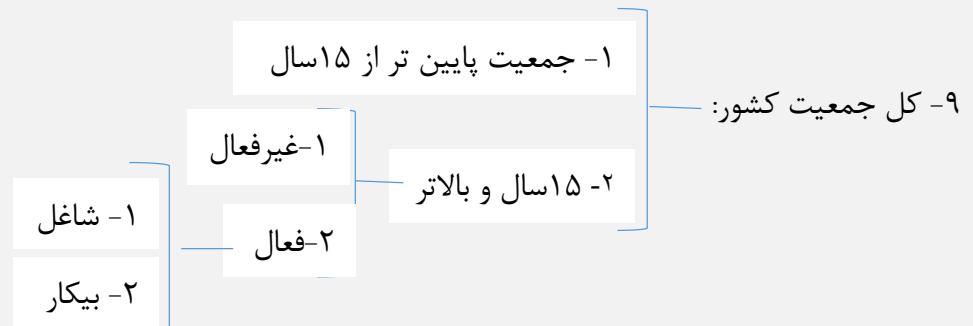 ۹- کل جمعیت کشور:
۱- جمعیت پایین تر از ۱۵سال
۲- ۱۵سال و بالاتر
۱-غیرفعال
۲-فعال
۱- شاغل
۲- بیکار